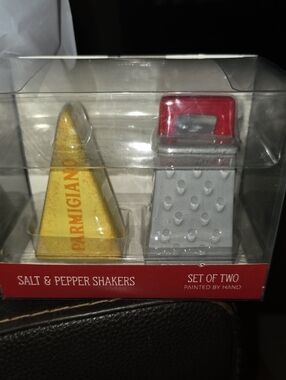 PARMIGIANO
SALT & PEPPER SHAKERS
SET OF TWO
PAINTED BY HAND